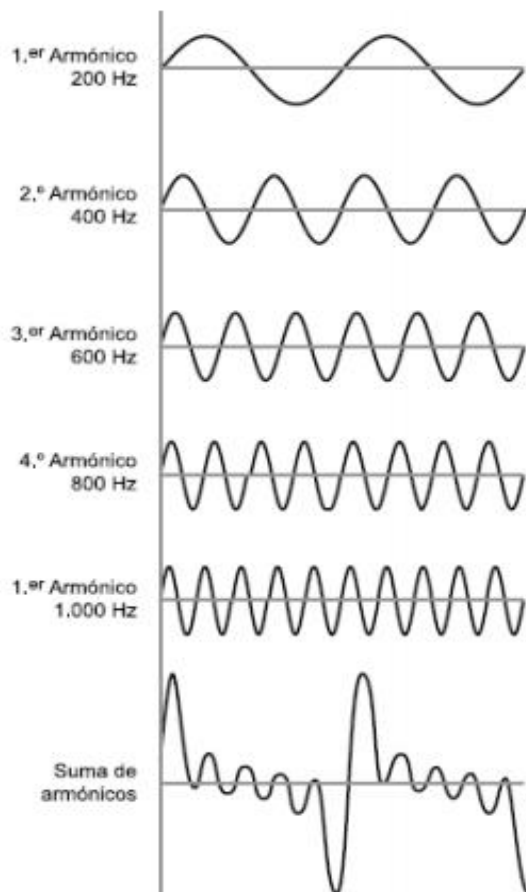 1.er Armónico
200 Hz
2.º Armónico
400 Hz
3.er Armónico
600 Hz
4.º Armónico
800 Hz
1.er Armónico
1.000 Hz
Suma de
armónicos